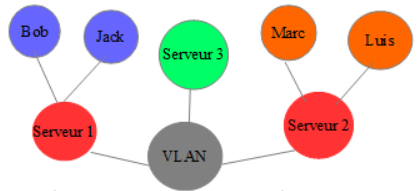 Bob
Jack
Serveur 3
Marc
Luis
Serveur 1
VLAN
Serveur 2